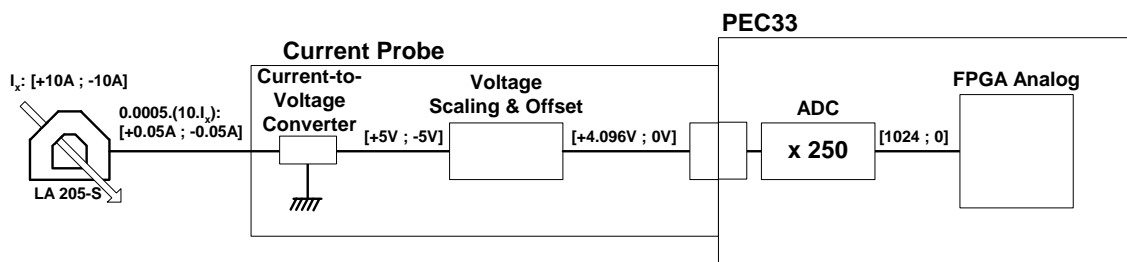 PEC33
Current Probe
Ix: [+10A ; -10A]
Current-to-
Voltage
Converter
Voltage
Scaling & Offset
FPGA Analog
0.0005.(10.Ix):
[+0.05A ; -0.05A]
[+5V ; -5V]
[+4.096V ; 0V]
ADC
x 250
[1024 ; 0]
LA 205-S